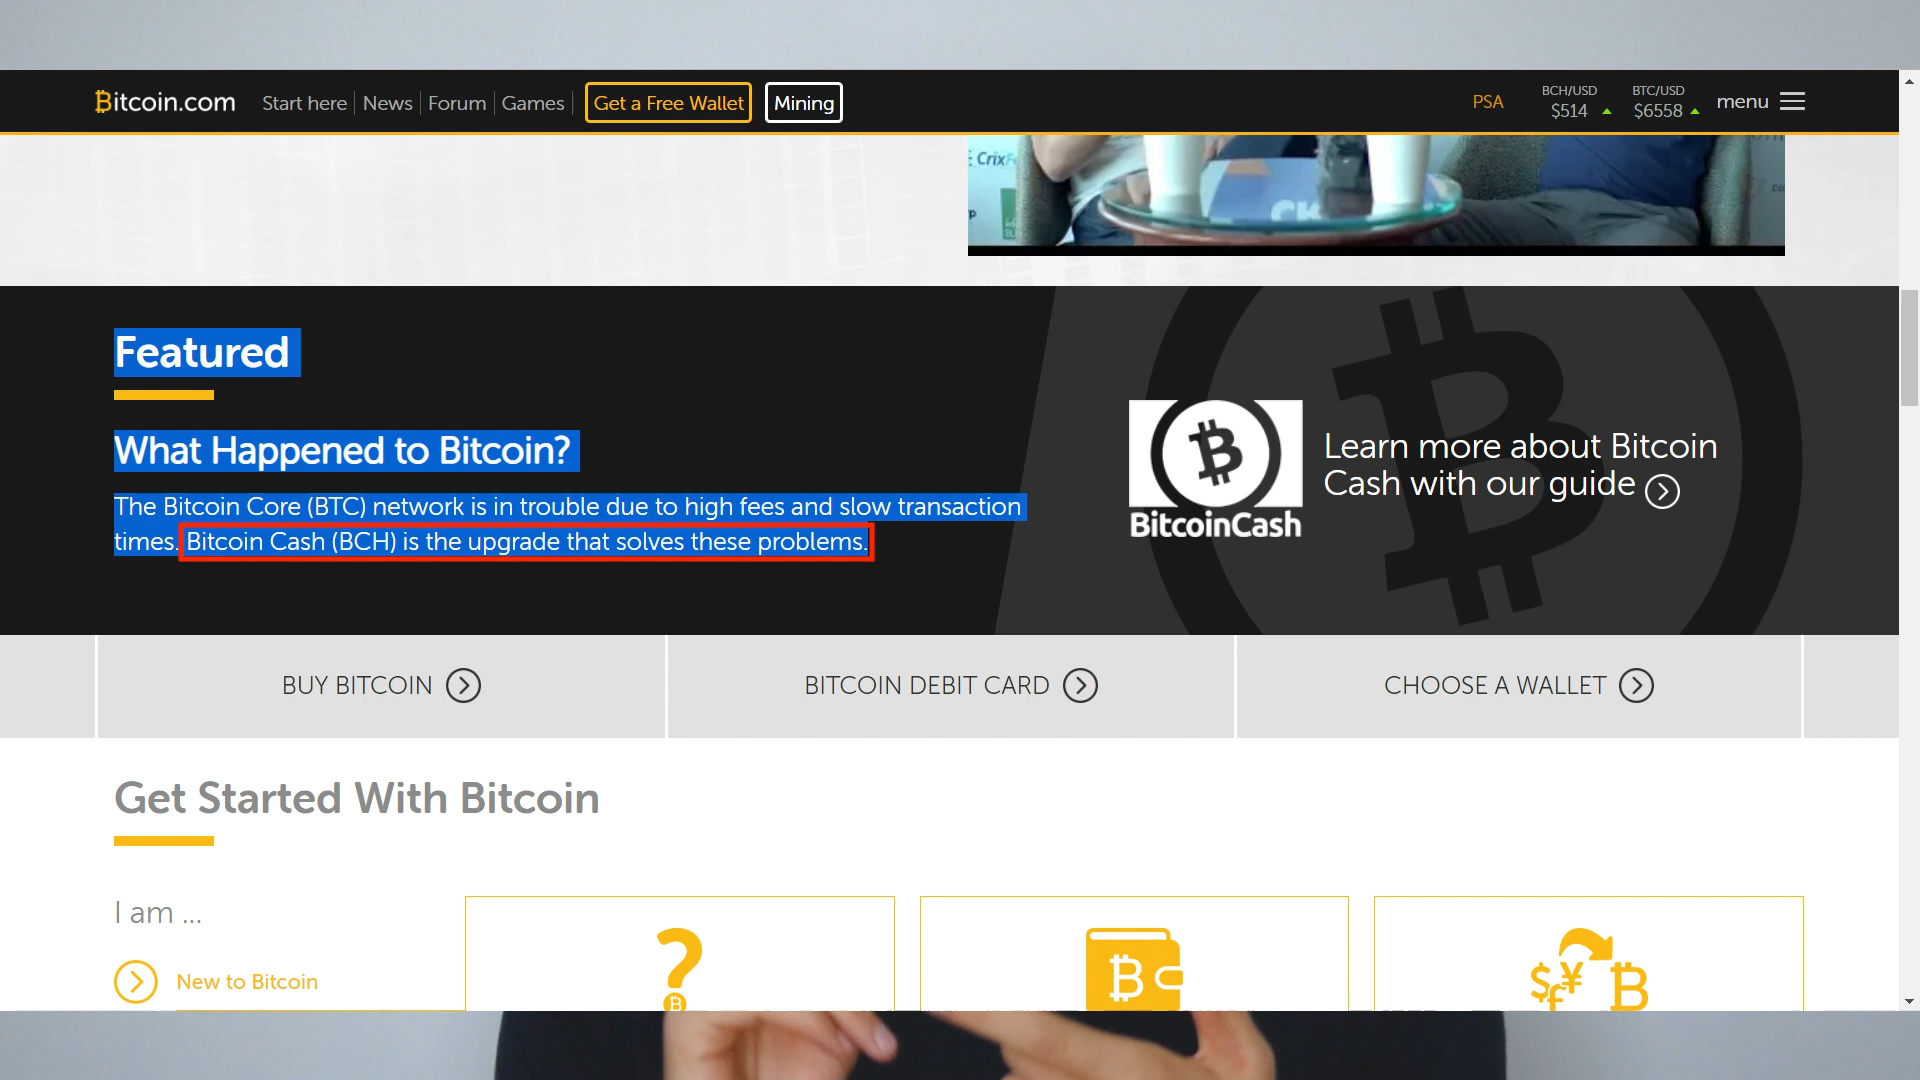 Bitcoin.com
Start here
News
Forum
Games
Get a Free Wallet
Mining
PSA
BCH/USD
$514
BTC/USD
$6558
menu
Featured
What Happened to Bitcoin?
The Bitcoin Core (BTC) network is in trouble due to high fees and slow transaction
times. Bitcoin Cash (BCH) is the upgrade that solves these problems.
BitcoinCash
Learn more about Bitcoin
Cash with our guide
BUY BITCOIN
BITCOIN DEBIT CARD
CHOOSE A WALLET
Get Started With Bitcoin
I am ...
New to Bitcoin